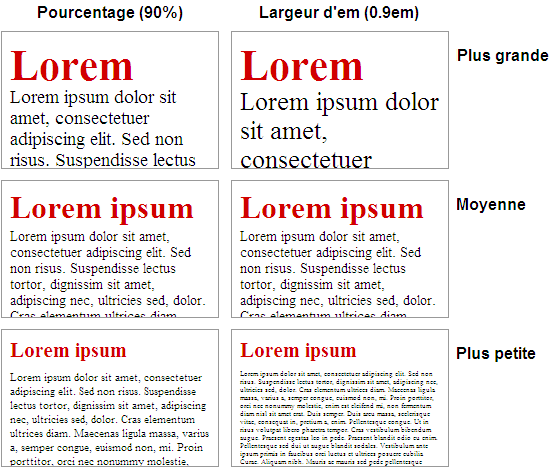 Pourcentage (90%)
Largeur d'em (0.9em)
Lorem
Lorem ipsum dolor sit
amet, consectetuer
adipiscing elit. Sed non
risus. Suspendisse lectus
Lorem
Lorem ipsum dolor
sit amet,
consectetuer
Plus grande
Lorem ipsum
Lorem ipsum dolor sit amet,
consectetuer adipiscing elit. Sed
non risus. Suspendisse lectus
tortor, dignissim sit amet,
adipiscing nec, ultricies sed, dolor.
Cras elementum ultrices diam
Lorem ipsum
Lorem ipsum dolor sit amet,
consectetuer adipiscing elit. Sed
non risus. Suspendisse lectus
tortor, dignissim sit amet,
adipiscing nec, ultricies sed, dolor.
Cras elementum ultrices diam
Moyenne
Lorem ipsum
Lorem ipsum dolor sit amet, consectetuer
adipiscing elit. Sed non risus. Suspendisse
lectus tortor, dignissim sit amet, adipiscing
nec, ultricies sed, dolor. Cras elementum
ultrices diam. Maecenas ligula massa, varius
a, semper congue, euismod non, mi. Proin
porttitor, orci nec nonummy molestie,
Lorem ipsum
Lorem ipsum dolor sit amet, consectetuer adipiscing elit. Sed non
risus. Suspendisse lectus tortor, dignissim sit amet, adipiscing nec,
ultricies sed, dolor. Cras elementum ultrices diam. Maecenas ligula
massa, varius a, semper congue, euismod non, mi. Proin porttitor,
orci nec nonummy molestie, enim est eleifend mi, non fermentum
diam nisl sit amet erat. Duis semper. Duis arcu massa, scelerisque
vitae, consequat in, pretium a, enim. Pellentesque congue. Ut in
risus volutpat libero pharetra tempor. Cras vestibulum bibendum
augue. Praesent egestas leo in pede. Praesent blandit odio eu enim.
Pellentesque sed dui ut augue blandit sodales. Vestibulum ante
ipsum primis in faucibus orci luctus et ultrices posuere cubilia
Curae; Aliquam nibh. Mauris ac mauris sed pede pellentesque
Plus petite